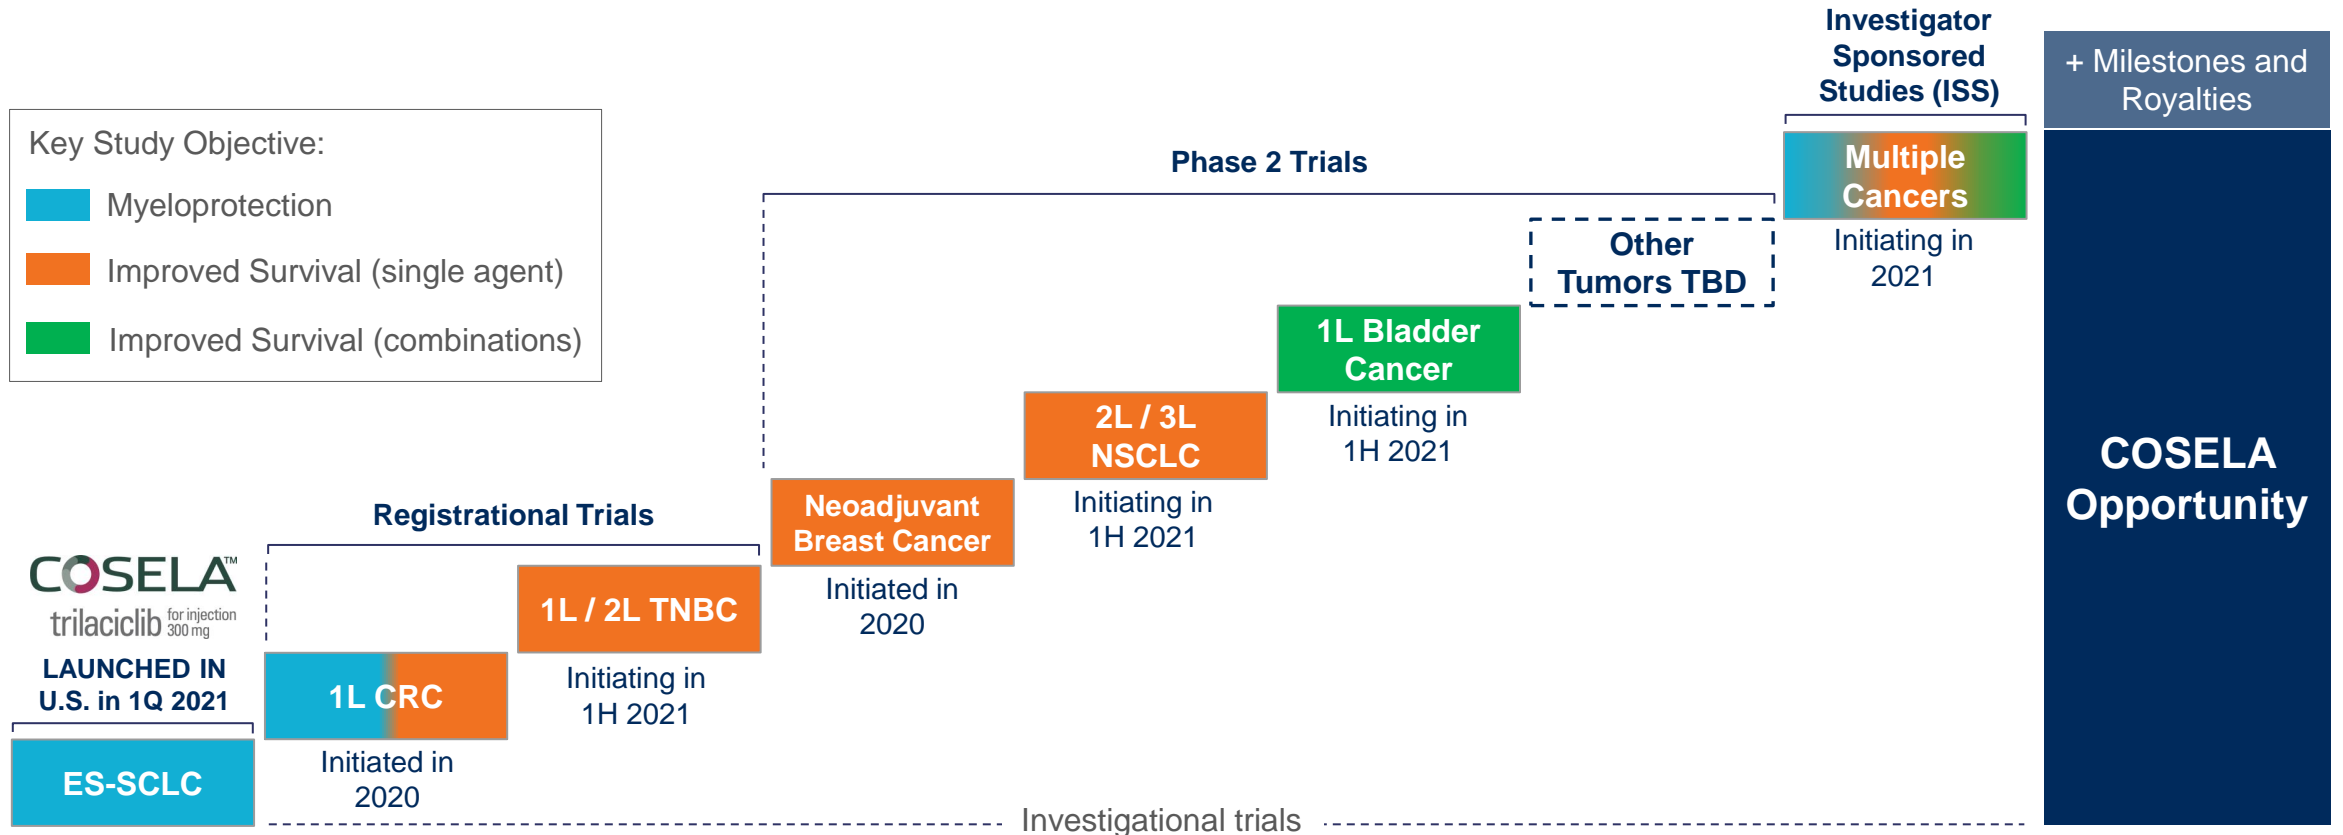 Key Study Objective:
Myeloprotection
Improved Survival (single agent)
Improved Survival (combinations)
COSELA™
trilaciclib for injection
300 mg
LAUNCHED IN
U.S. in 1Q 2021
ES-SCLC
Registrational Trials
1L CRC
Initiated in
2020
1L / 2L TNBC
Initiating in
1H 2021
Phase 2 Trials
Neoadjuvant
Breast Cancer
Initiated in
2020
2L / 3L
NSCLC
Initiating in
1H 2021
1L Bladder
Cancer
Initiating in
1H 2021
Other
Tumors TBD
Investigator
Sponsored
Studies (ISS)
Multiple
Cancers
Initiating in
2021
Investigational trials
+ Milestones and
Royalties
COSELA
Opportunity